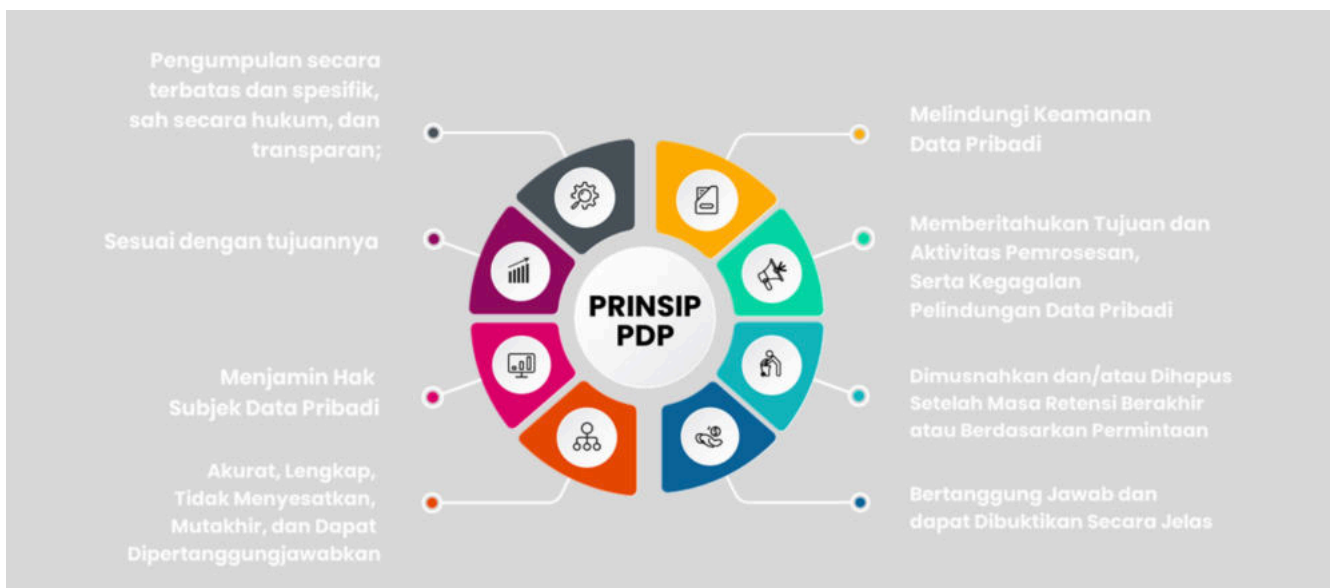 Pengumpulan secara
terbatas dan spesifik,
sah secara hukum, dan
transparan;
Sesuai dengan tujuannya
Menjamin Hak
Subjek Data Pribadi
Akurat, Lengkap,
Tidak Menyesatkan,
Mutakhir, dan Dapat
Dipertanggungjawabkan
PRINSIP
PDP
Melindungi Keamanan
Data Pribadi
Memberitahukan Tujuan dan
Aktivitas Pemrosesan,
Serta Kegagalan
Pelindungan Data Pribadi
Dimusnahkan dan/atau Dihapus
Setelah Masa Retensi Berakhir
atau Berdasarkan Permintaan
Bertanggung Jawab dan
dapat Dibuktikan Secara Jelas